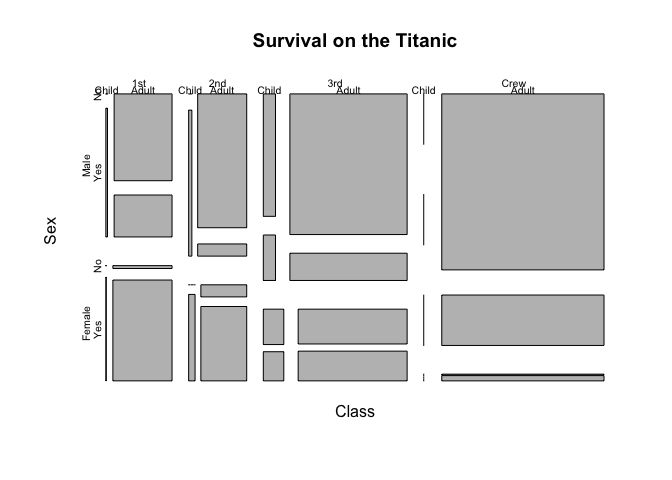 Survival on the Titanic
1st 2nd 3rd Crew
Child Adult Child Adult Child Adult Child Adult
No
Male
Yes
Sex
No
Female
Yes
Class